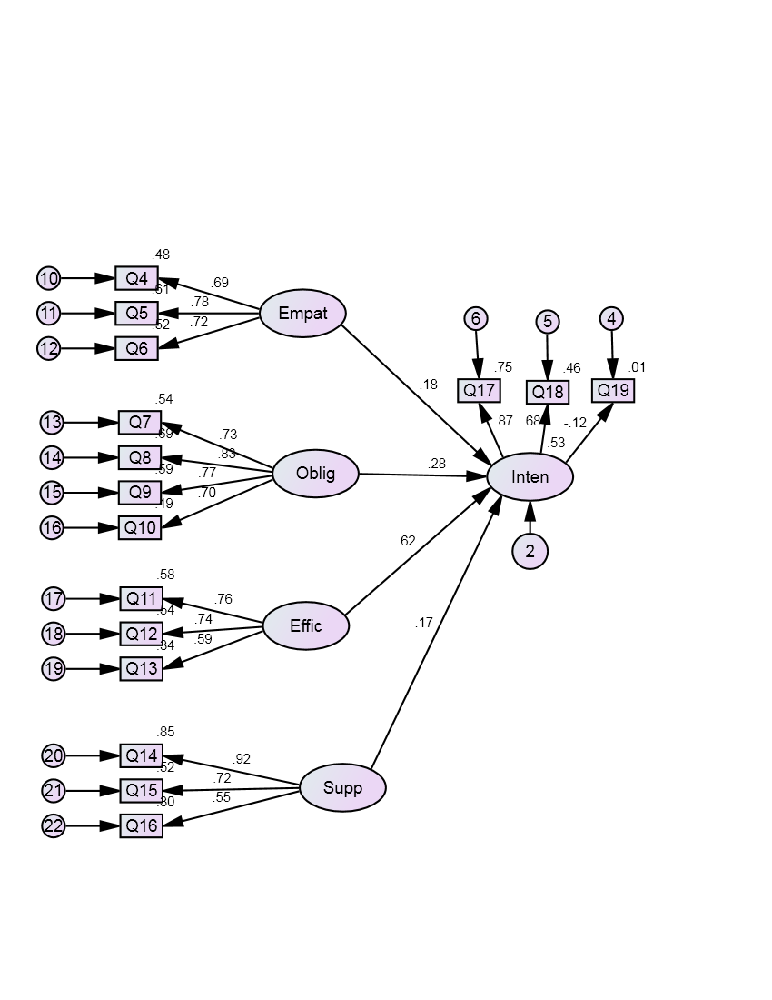 .48
10 Q4 .69
.61
11 Q5 .78 Empat
.52 .72
12 Q6
6 5 4
.75 .46 .01
Q17 Q18 Q19
.18
.87 .68 -.12
.53
.54
13 Q7 .73
.69
14 Q8 .83
.59 .77 Oblig -.28 Inten
15 Q9 .70
.49
16 Q10
.62
2
.58
17 Q11 .76
.54 .74
18 Q12 Effic .17
.34 .59
19 Q13
.85
20 Q14 .92
.52 .72
21 Q15 Supp
.30 .55
22 Q16